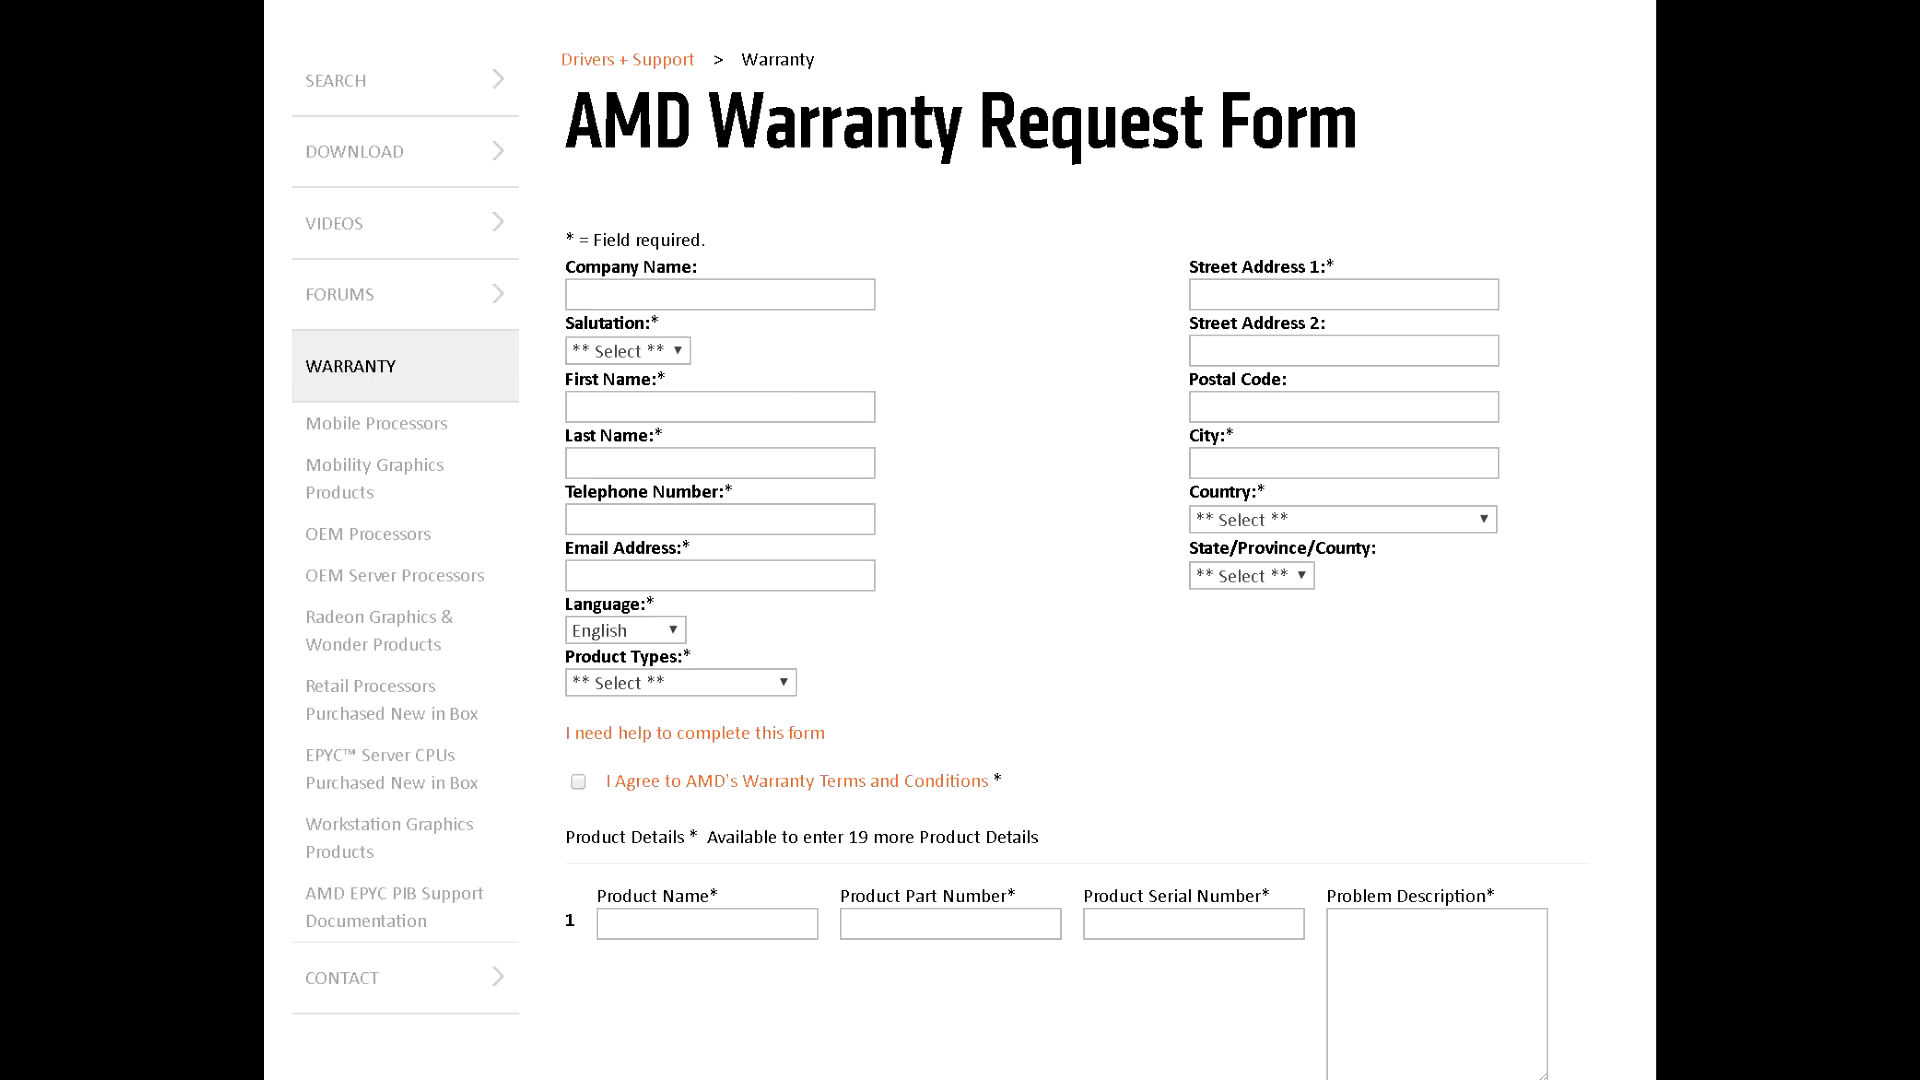 SEARCH
DOWNLOAD
VIDEOS
FORUMS
WARRANTY
Mobile Processors
Mobility Graphics
Products
OEM Processors
OEM Server Processors
Radeon Graphics &
Wonder Products
Retail Processors
Purchased New in Box
EPYC™ Server CPUs
Purchased New in Box
Workstation Graphics
Products
AMD EPYC PIB Support
Documentation
CONTACT
Drivers + Support > Warranty
AMD Warranty Request Form
* = Field required.
Company Name:
Salutation:*
** Select **
First Name:*
Last Name:*
Telephone Number:*
Email Address:*
Language:*
English
Product Types:*
** Select **
Street Address 1:*
Street Address 2:
Postal Code:
City:*
Country:*
** Select **
State/Province/County:
** Select **
I need help to complete this form
I Agree to AMD's Warranty Terms and Conditions *
Product Details * Available to enter 19 more Product Details
Product Name* Product Part Number* Product Serial Number* Problem Description*
1